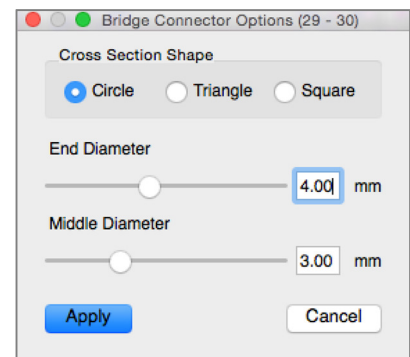 Bridge Connector Options (29 - 30)
Cross Section Shape
Circle Triangle Square
End Diameter
4.00 mm
Middle Diameter
3.00 mm
Apply Cancel